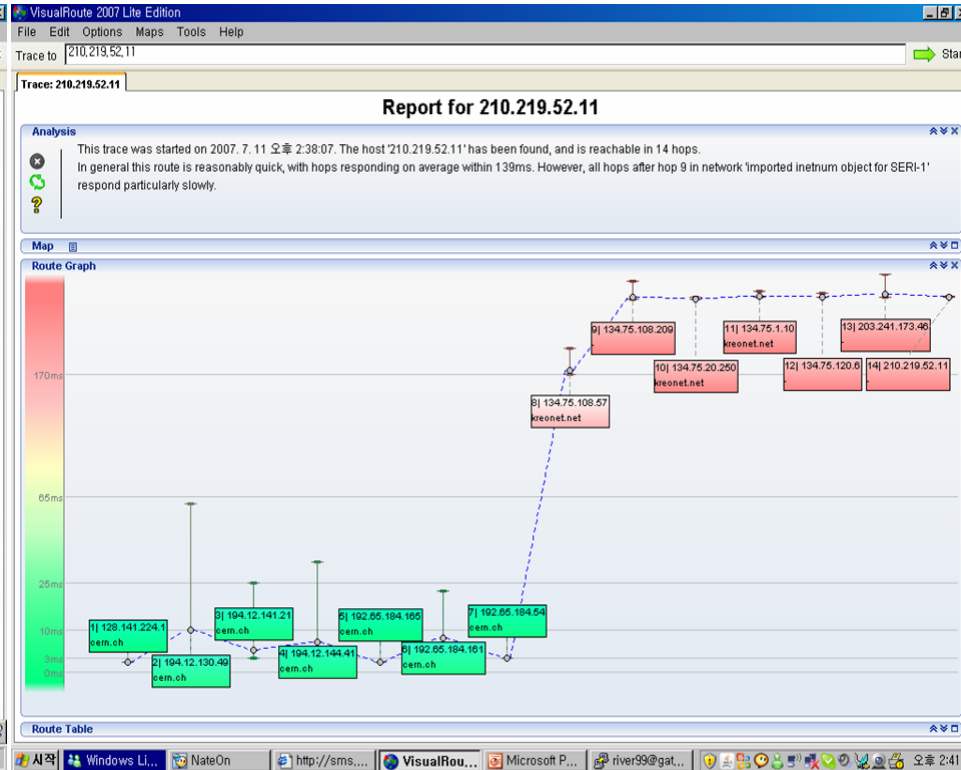 VisualRoute 2007 Lite Edition
File Edit Options Maps Tools Help
Trace to 210,219,52,11
Trace: 210.219.52.11
Report for 210.219.52.11
Analysis
This trace was started on 2007. 7. 11 오후 2:38:07. The host '210.219.52.11' has been found, and is reachable in 14 hops.
In general this route is reasonably quick, with hops responding on average within 139ms. However, all hops after hop 9 in network 'imported inetnum object for SERI-1'
respond particularly slowly.
Map
Route Graph
170ms
65ms
25ms
10ms
3ms
0ms
1| 128.141.224.1
cern.ch
2| 194.12.130.49
cern.ch
3| 194.12.141.21
cern.ch
4| 194.12.144.41
cern.ch
5| 192.65.184.165
cern.ch
6| 192.65.184.161
cern.ch
7| 192.65.184.54
cern.ch
8| 134.75.108.57
kreonet.net
9| 134.75.108.209
-
10| 134.75.20.250
kreonet.net
11| 134.75.1.10
kreonet.net
12| 134.75.120.6
-
13| 203.241.173.46
-
14| 210.219.52.11
-
Route Table
시작
Windows Li...
NateOn
http://sms....
VisualRou...
Microsoft P...
river99@gat...
오후 2:41